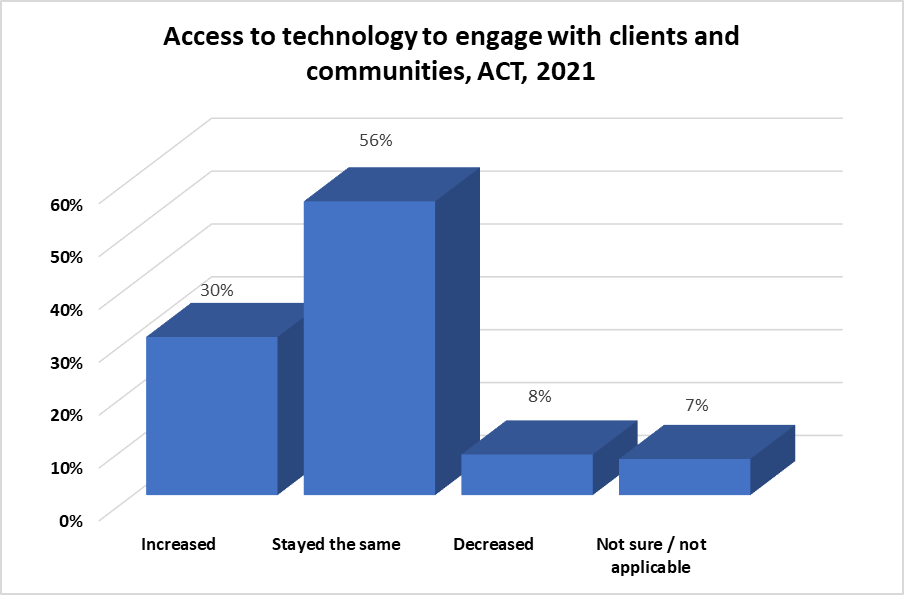 Access to technology to engage with clients and
communities, ACT, 2021
56%
60%
50%
30%
40%
30%
20%
8%
7%
10%
0%
Increased
Stayed the same
Decreased
Not sure / not
applicable